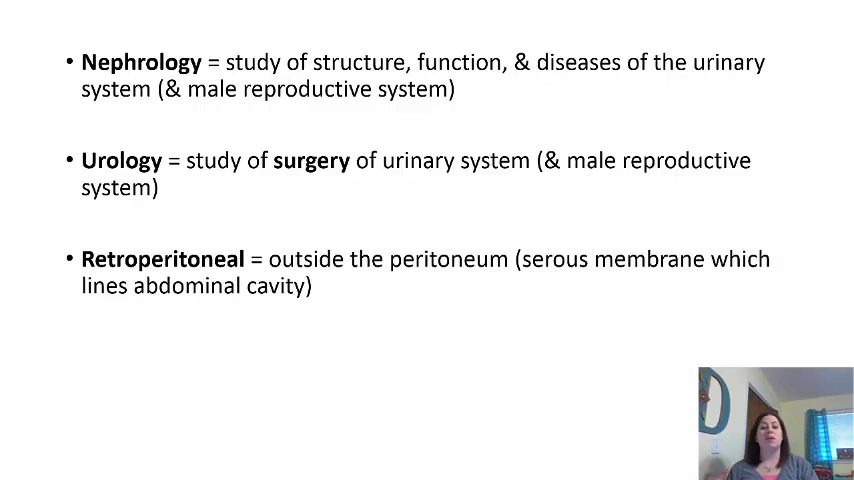 • Nephrology = study of structure, function, & diseases of the urinary
system (& male reproductive system)
• Urology = study of surgery of urinary system (& male reproductive
system)
• Retroperitoneal = outside the peritoneum (serous membrane which
lines abdominal cavity)
D